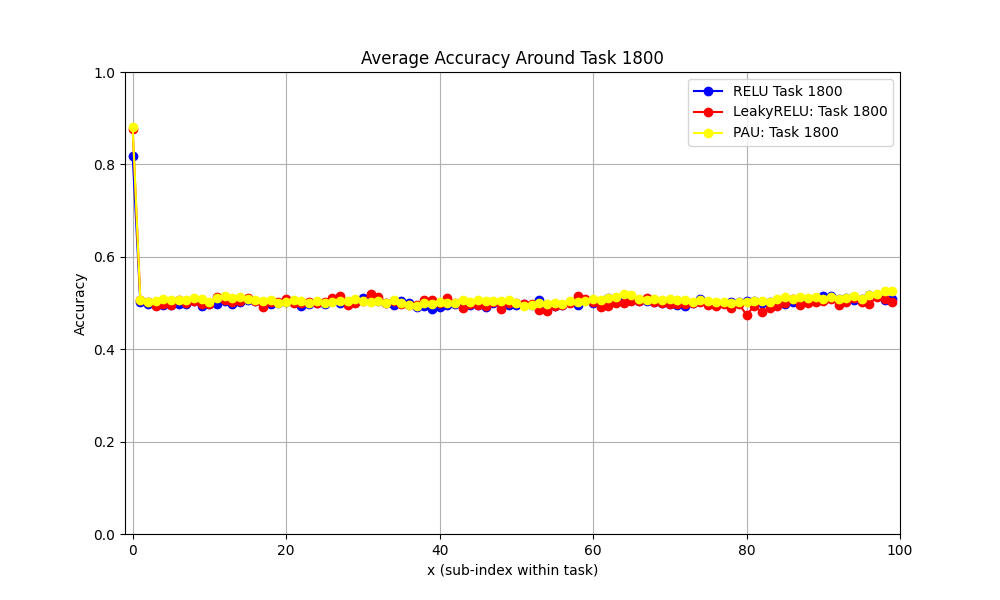 Average Accuracy Around Task 1800
RELU Task 1800
LeakyRELU: Task 1800
PAU: Task 1800
Accuracy
1.0
0.8
0.6
0.4
0.2
0.0
0 20 40 60 80 100
x (sub-index within task)